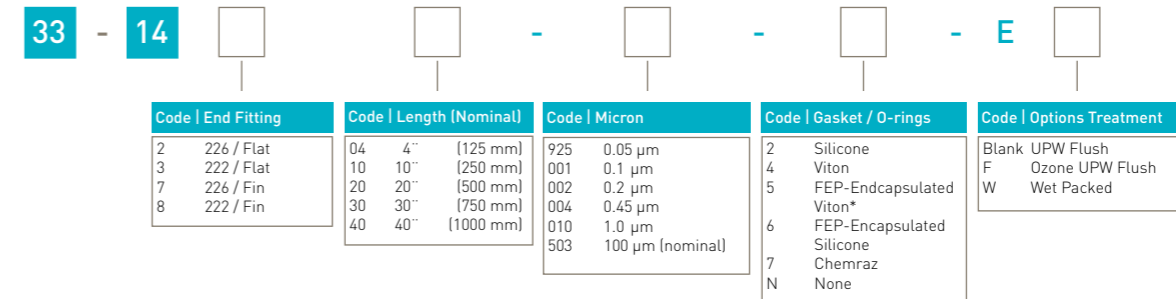 33 - 14 - - - E
Code | End Fitting
2 226 / Flat
3 222 / Flat
7 226 / Fin
8 222 / Fin
Code | Length (Nominal)
04 4¨ (125 mm)
10 10¨ (250 mm)
20 20¨ (500 mm)
30 30¨ (750 mm)
40 40¨ (1000 mm)
Code | Micron
925 0.05 µm
001 0.1 µm
002 0.2 µm
004 0.45 µm
010 1.0 µm
503 100 µm (nominal)
Code | Gasket / O-rings
2 Silicone
4 Viton
5 FEP-Endcapsulated
Viton*
6 FEP-Encapsulated
Silicone
7 Chemraz
N None
Code | Options Treatment
Blank UPW Flush
F Ozone UPW Flush
W Wet Packed